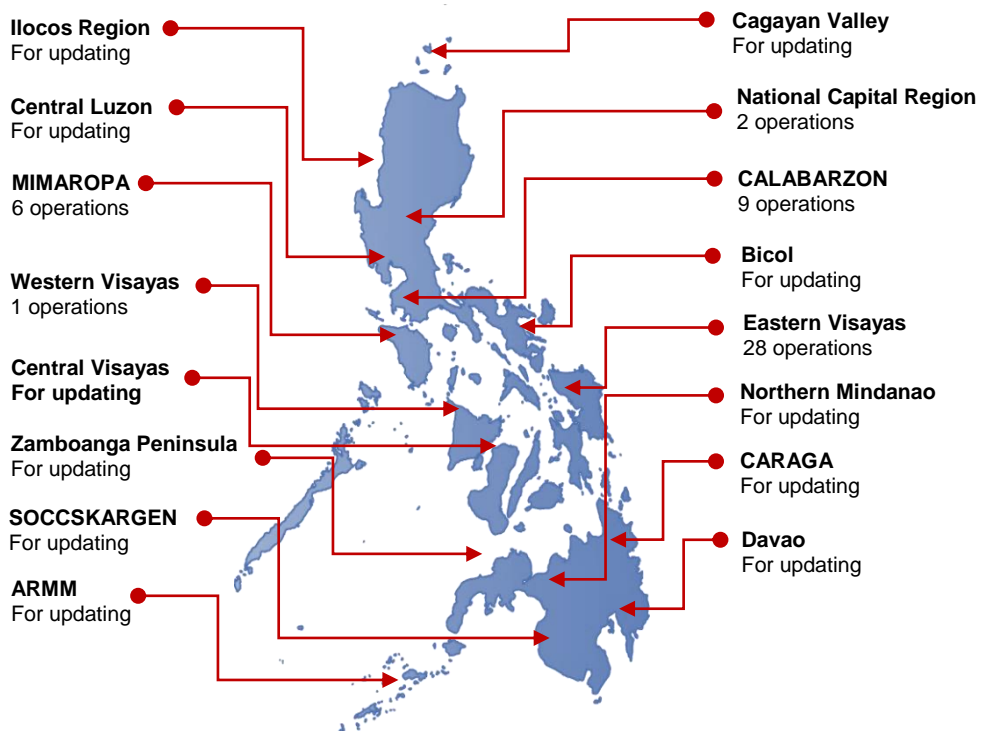 Ilocos Region
For updating
Central Luzon
For updating
MIMAROPA
6 operations
Western Visayas
1 operations
Central Visayas
For updating
Zamboanga Peninsula
For updating
SOCCSKARGEN
For updating
ARMM
For updating
Cagayan Valley
For updating
National Capital Region
2 operations
CALABARZON
9 operations
Bicol
For updating
Eastern Visayas
28 operations
Northern Mindanao
For updating
CARAGA
For updating
Davao
For updating